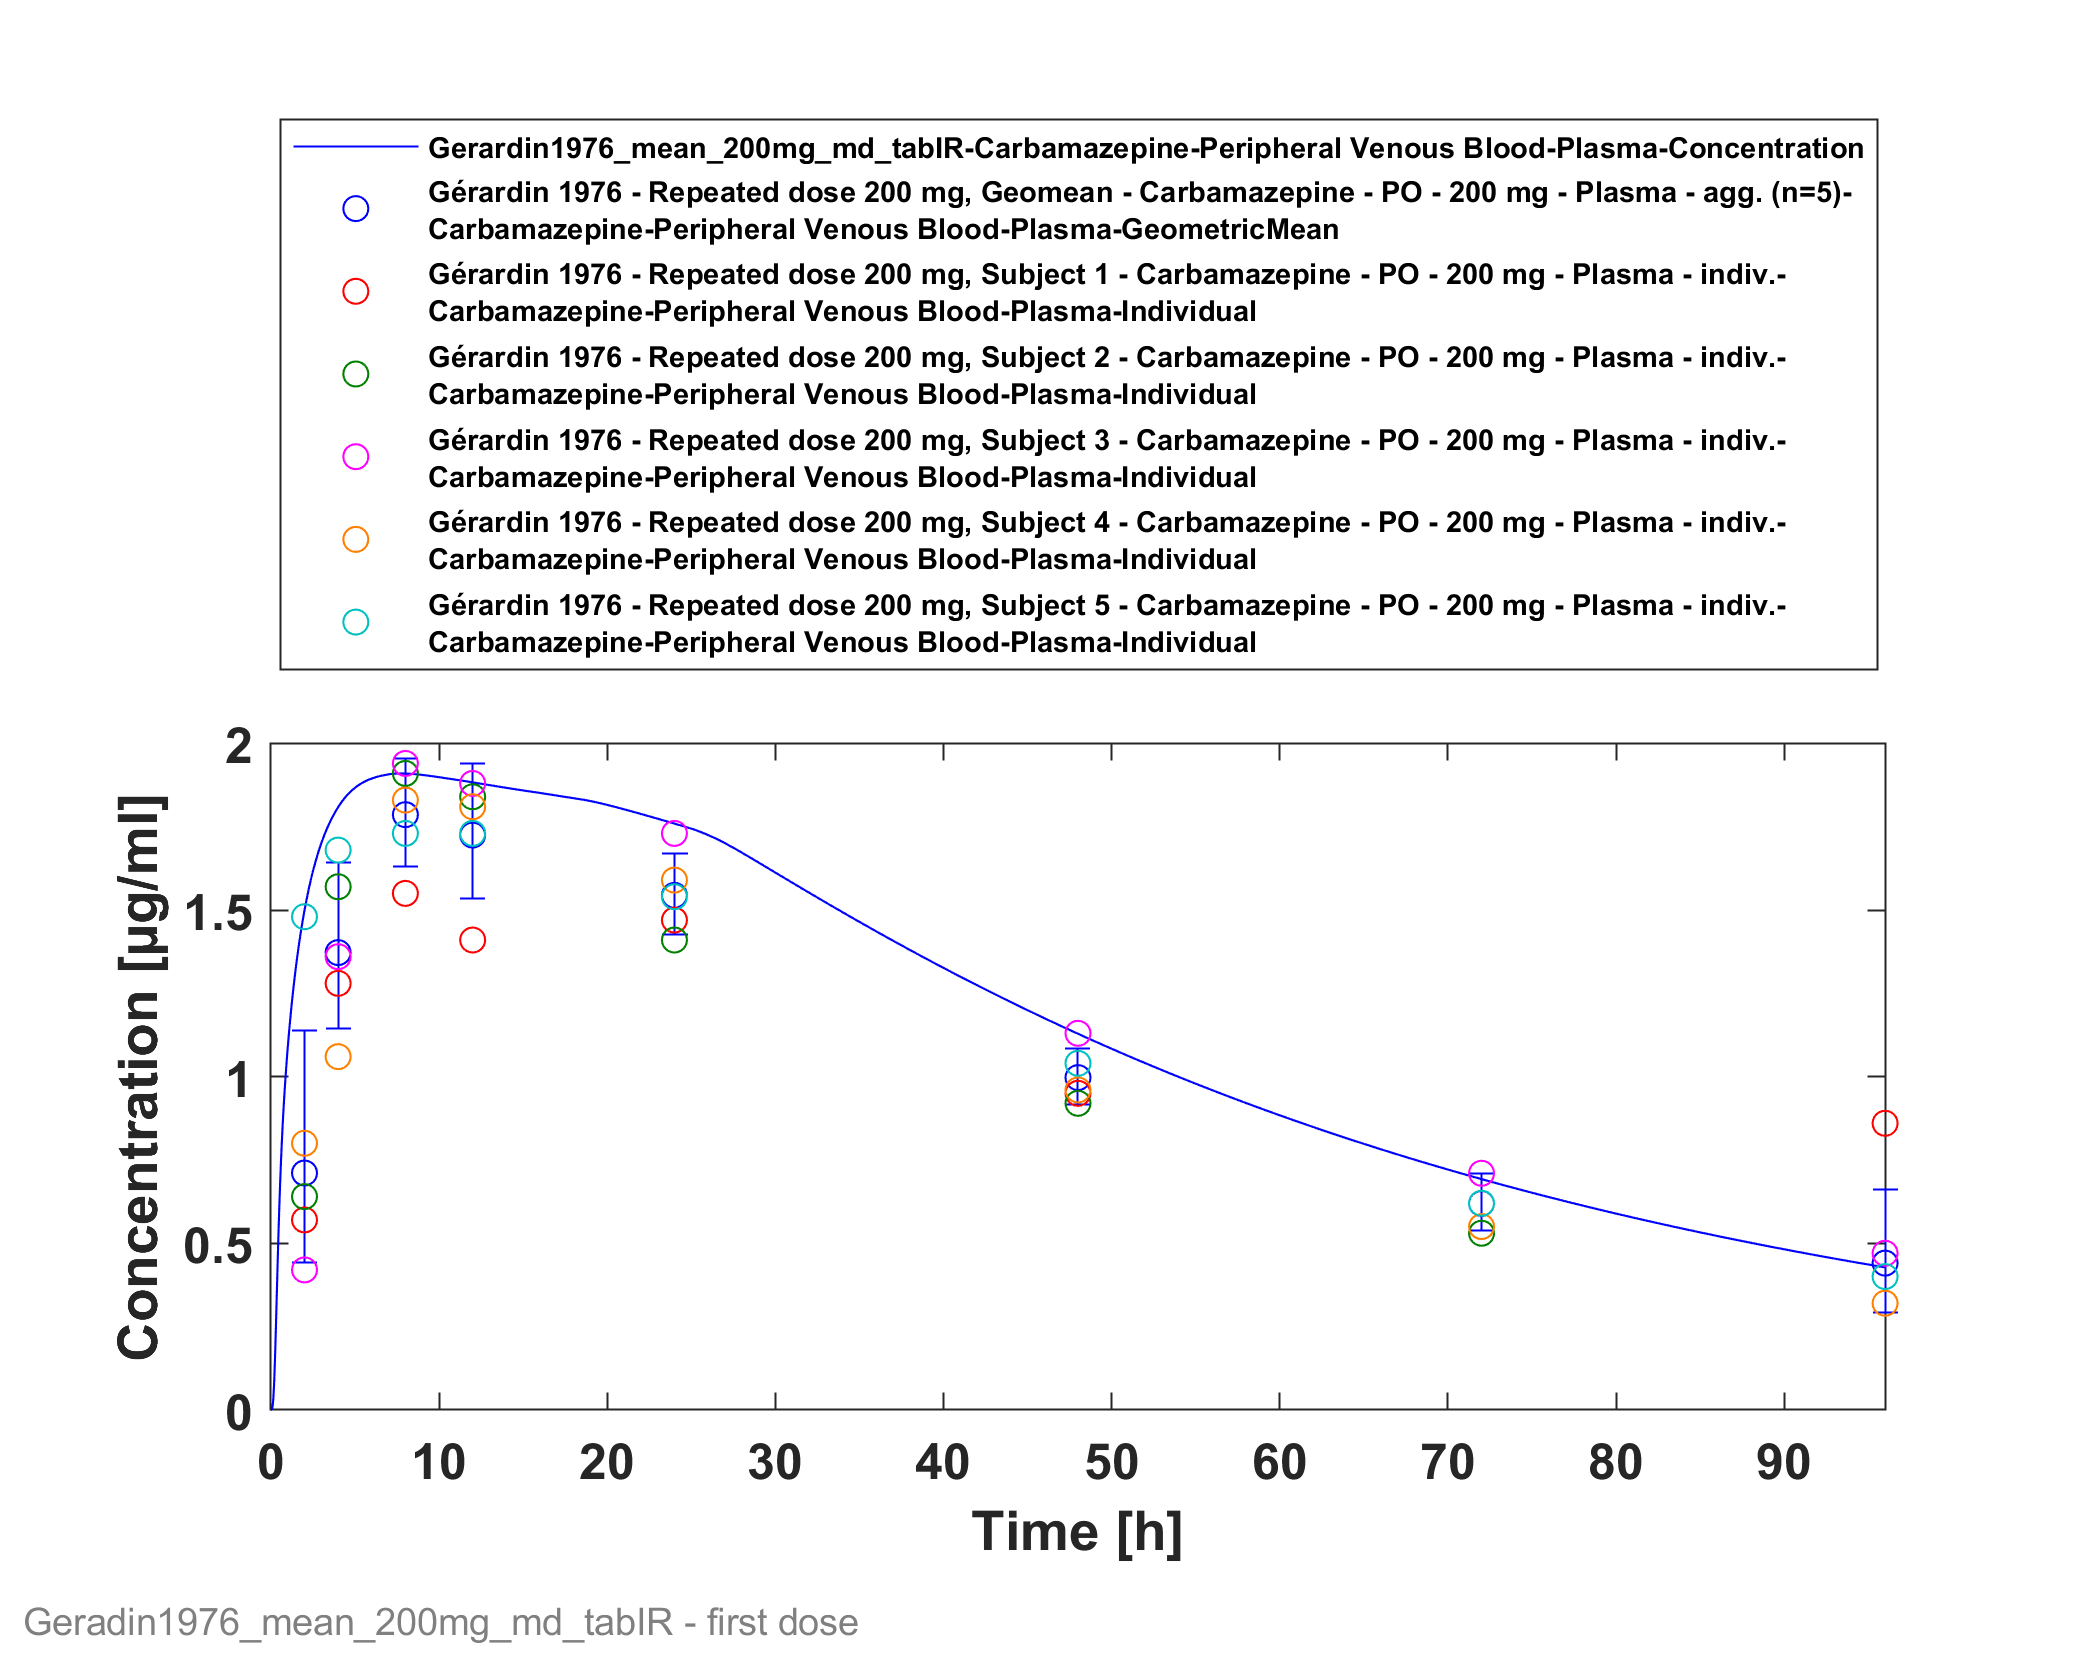 Gerardin1976_mean_200mg_md_tablR-Carbamazepine-Peripheral Venous Blood-Plasma-Concentration
Gérardin 1976 - Repeated dose 200 mg, Geomean - Carbamazepine - PO - 200 mg - Plasma - agg. (n=5)-
Carbamazepine-Peripheral Venous Blood-Plasma-GeometricMean
Gérardin 1976 - Repeated dose 200 mg, Subject 1 - Carbamazepine - PO - 200 mg - Plasma - indiv.-
Carbamazepine-Peripheral Venous Blood-Plasma-Individual
Gérardin 1976 - Repeated dose 200 mg, Subject 2 - Carbamazepine - PO - 200 mg - Plasma - indiv.-
Carbamazepine-Peripheral Venous Blood-Plasma-Individual
Gérardin 1976 - Repeated dose 200 mg, Subject 3 - Carbamazepine - PO - 200 mg - Plasma - indiv.-
Carbamazepine-Peripheral Venous Blood-Plasma-Individual
Gérardin 1976 - Repeated dose 200 mg, Subject 4 - Carbamazepine - PO - 200 mg - Plasma - indiv.-
Carbamazepine-Peripheral Venous Blood-Plasma-Individual
Gérardin 1976 - Repeated dose 200 mg, Subject 5 - Carbamazepine - PO - 200 mg - Plasma - indiv.-
Carbamazepine-Peripheral Venous Blood-Plasma-Individual
Concentration [µg/ml]
2
1.5
1
0.5
0
0 10 20 30 40 50 60 70 80 90
Time [h]
Geradin1976_mean_200mg_md_tablR - first dose